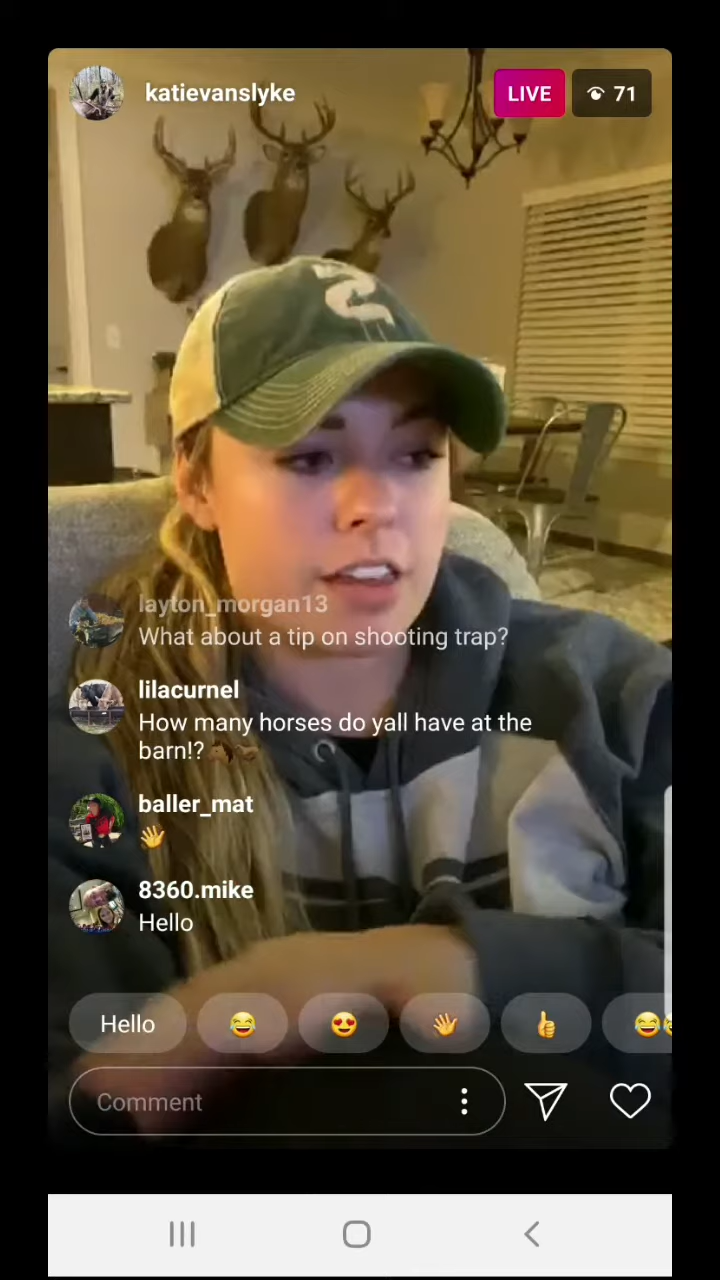 katievanslyke
LIVE
71
layton_morgan13
What about a tip on shooting trap?
lilacurnel
How many horses do yall have at the
barn!? 🐴🐎
baller_mat
👋
8360.mike
Hello
Hello 😂 😍 👋 👍 😂
Comment